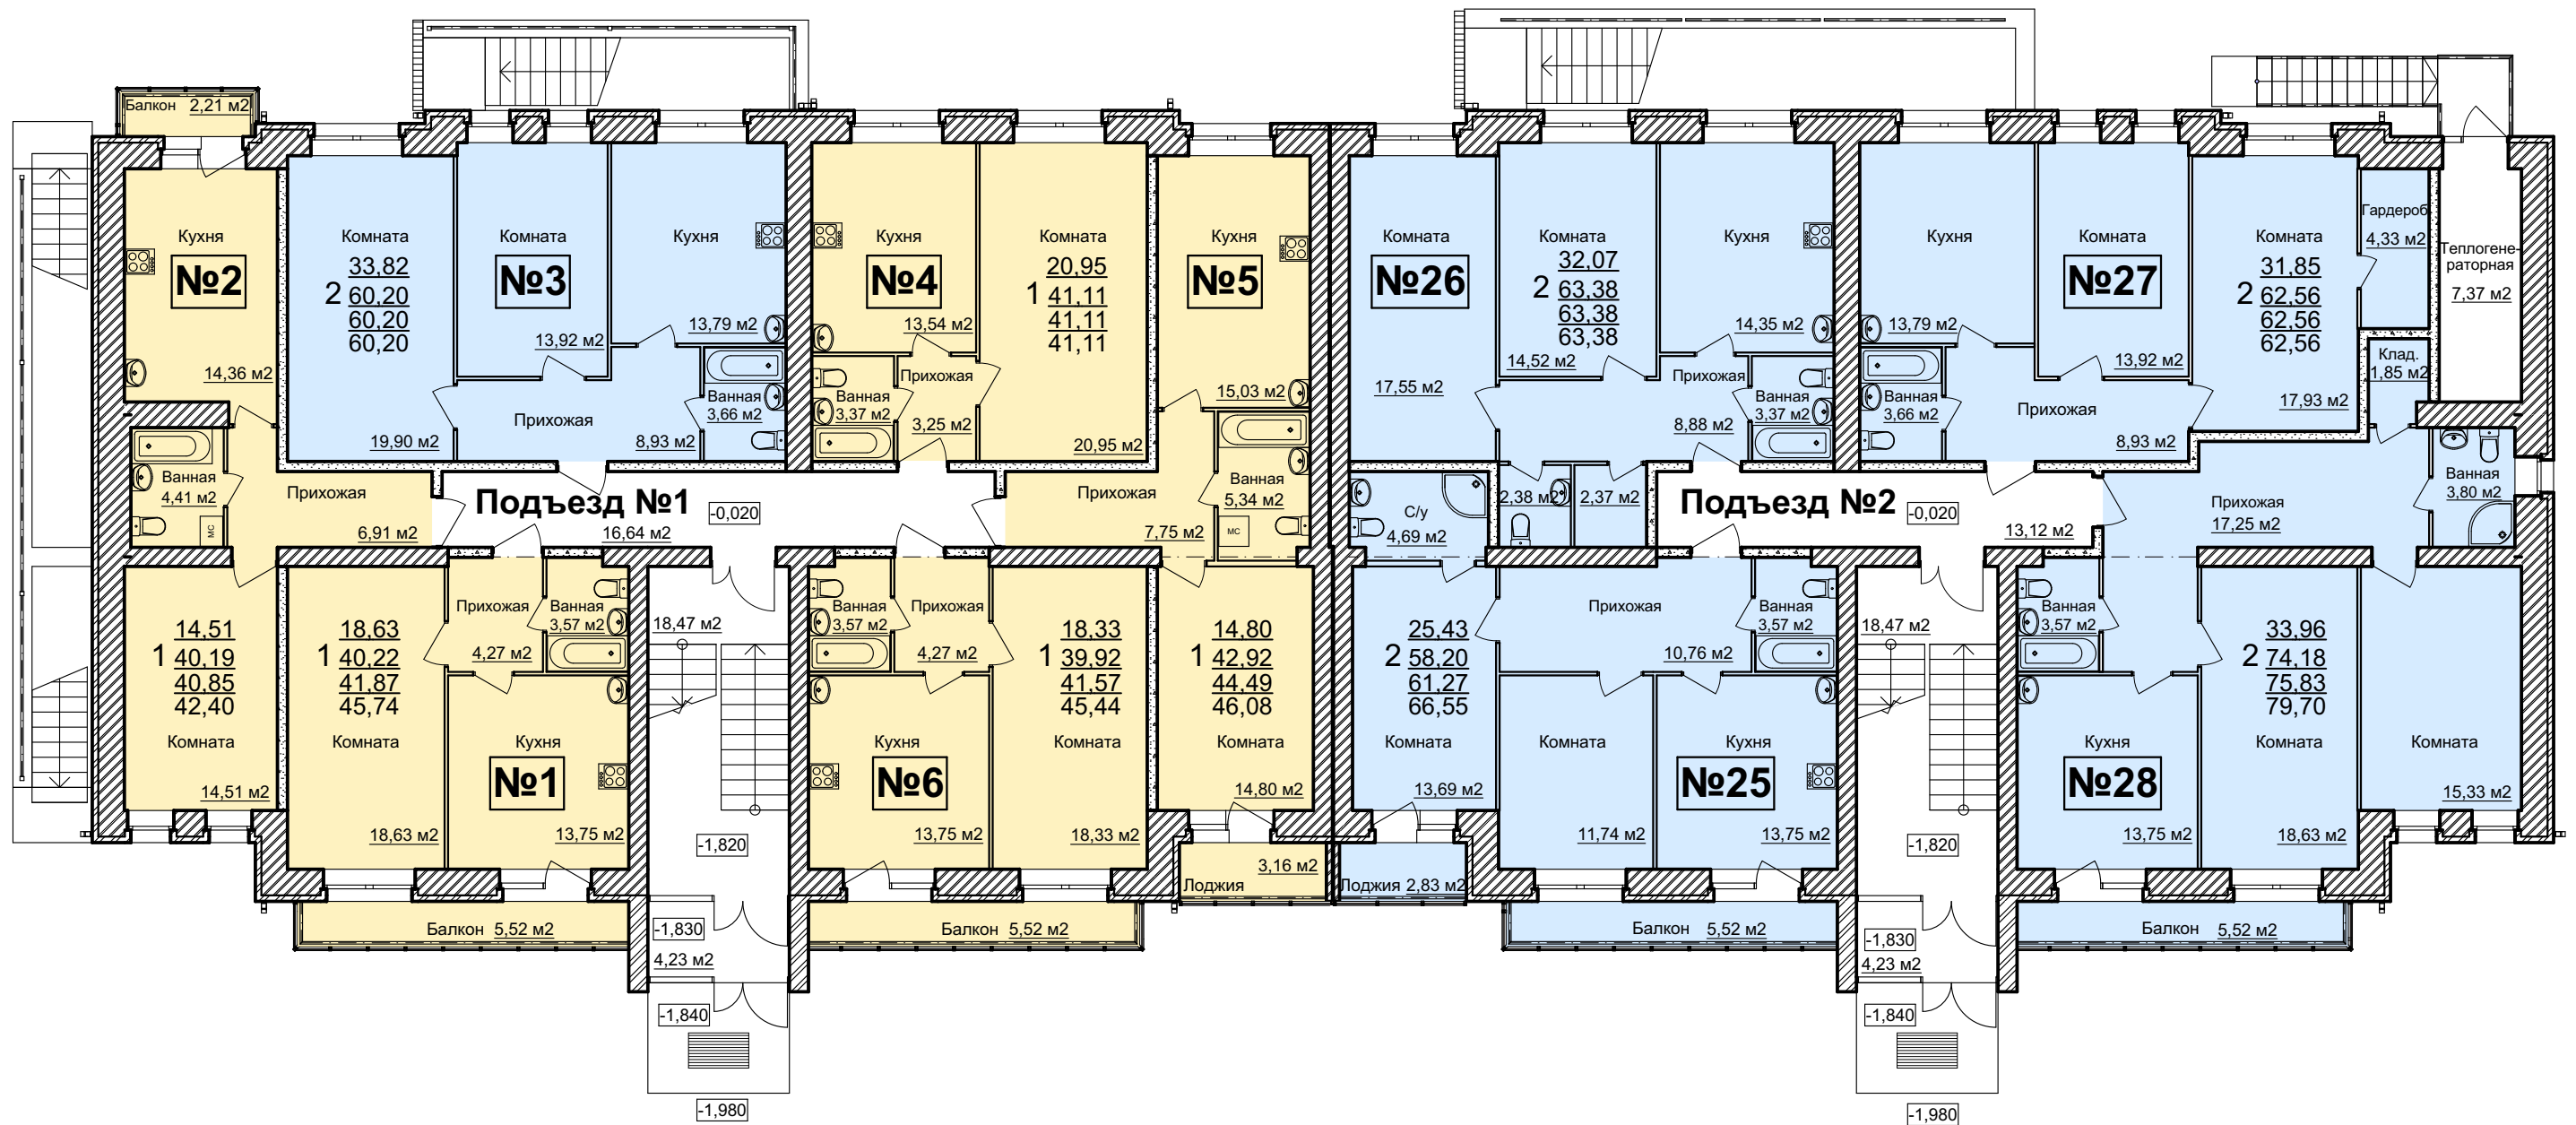 Балкон 2,21 м2
Кухня
№2
14,36 м2
Ванная
4,41 м2
МС
Прихожая
6,91 м2
14,51
1 40,19
40,85
42,40
Комната
14,51 м2
Комната
33,82
2 60,20
60,20
60,20
19,90 м2
Комната
№3
13,92 м2
Кухня
13,79 м2
Прихожая
8,93 м2
Ванная
3,66 м2
Подъезд №1
16,64 м2
-0,020
18,63
1 40,22
41,87
45,74
Комната
18,63 м2
Прихожая
4,27 м2
Ванная
3,57 м2
Кухня
№1
13,75 м2
Балкон 5,52 м2
18,47 м2
-1,820
-1,830
4,23 м2
-1,840
-1,980
Кухня
№4
13,54 м2
Ванная
3,37 м2
Прихожая
3,25 м2
Комната
20,95
1 41,11
41,11
41,11
20,95 м2
Кухня
№5
15,03 м2
Ванная
5,34 м2
МС
Прихожая
7,75 м2
14,80
1 42,92
44,49
46,08
Комната
14,80 м2
3,16 м2
Лоджия
Ванная
3,57 м2
Прихожая
4,27 м2
18,33
1 39,92
41,57
45,44
Комната
18,33 м2
Кухня
№6
13,75 м2
Балкон 5,52 м2
Комната
№26
17,55 м2
Комната
32,07
2 63,38
63,38
63,38
14,52 м2
Кухня
14,35 м2
Прихожая
8,88 м2
Ванная
3,37 м2
2,38 м2
2,37 м2
С/у
4,69 м2
25,43
2 58,20
61,27
66,55
Комната
13,69 м2
Лоджия 2,83 м2
Прихожая
10,76 м2
Ванная
3,57 м2
Комната
11,74 м2
Кухня
№25
13,75 м2
Балкон 5,52 м2
Подъезд №2
-0,020
13,12 м2
18,47 м2
-1,820
-1,830
4,23 м2
-1,840
-1,980
Кухня
13,79 м2
Комната
№27
13,92 м2
Комната
31,85
2 62,56
62,56
62,56
17,93 м2
Гардероб
4,33 м2
Ванная
3,66 м2
Прихожая
8,93 м2
Теплогене-
раторная
7,37 м2
Клад.
1,85 м2
Ванная
3,80 м2
Прихожая
17,25 м2
Ванная
3,57 м2
33,96
2 74,18
75,83
79,70
Кухня
№28
13,75 м2
Комната
18,63 м2
Комната
15,33 м2
Балкон 5,52 м2